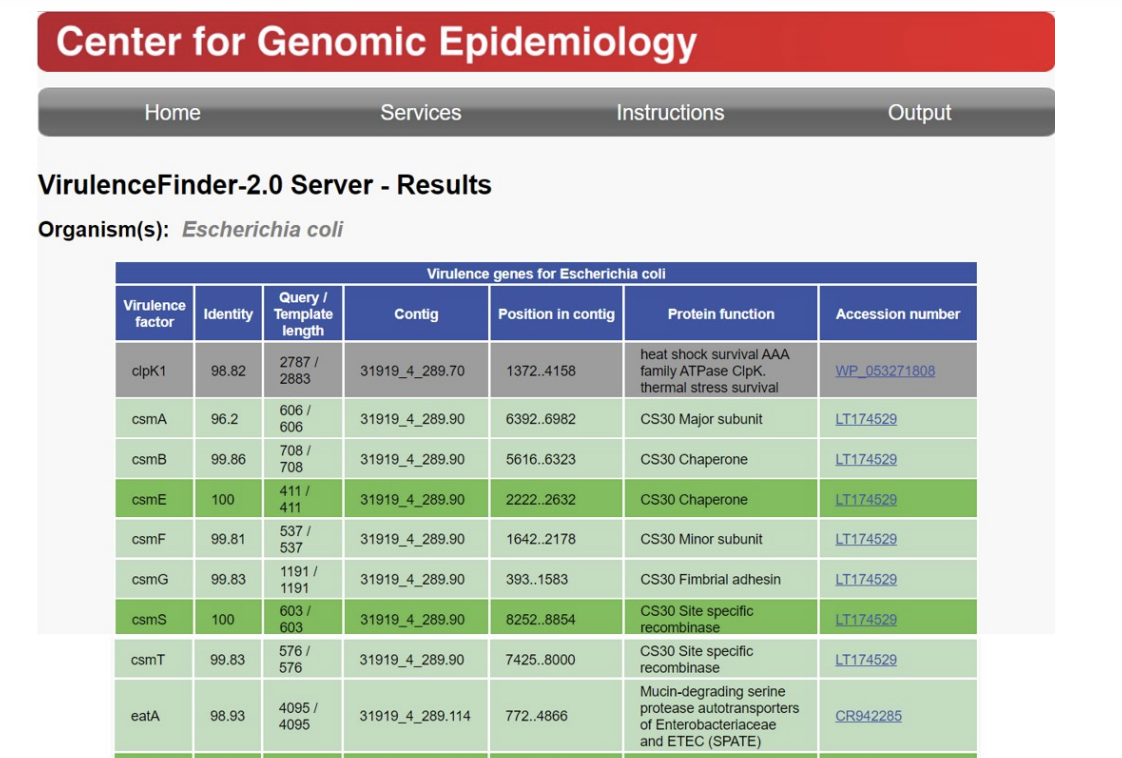 Center for Genomic Epidemiology
Home Services Instructions Output
VirulenceFinder-2.0 Server - Results
Organism(s): Escherichia coli
Virulence genes for Escherichia coli
Virulence factor Identity Query / Template length Contig Position in contig Protein function Accession number
clpK1 98.82 2787 / 2883 31919_4_289.70 1372..4158 heat shock survival AAA family ATPase ClpK. thermal stress survival WP_053271808
csmA 96.2 606 / 606 31919_4_289.90 6392..6982 CS30 Major subunit LT174529
csmB 99.86 708 / 708 31919_4_289.90 5616..6323 CS30 Chaperone LT174529
csmE 100 411 / 411 31919_4_289.90 2222..2632 CS30 Chaperone LT174529
csmF 99.81 537 / 537 31919_4_289.90 1642..2178 CS30 Minor subunit LT174529
csmG 99.83 1191 / 1191 31919_4_289.90 393..1583 CS30 Fimbrial adhesin LT174529
csmS 100 603 / 603 31919_4_289.90 8252..8854 CS30 Site specific recombinase LT174529
csmT 99.83 576 / 576 31919_4_289.90 7425..8000 CS30 Site specific recombinase LT174529
eatA 98.93 4095 / 4095 31919_4_289.114 772..4866 Mucin-degrading serine protease autotransporters of Enterobacteriaceae and ETEC (SPATE) CR942285